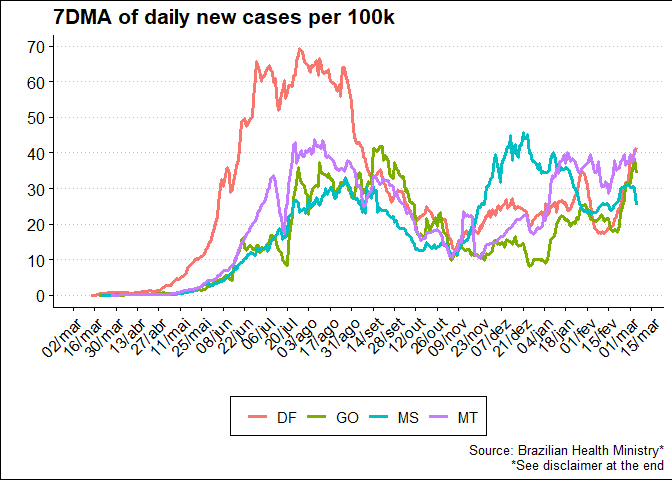 7DMA of daily new cases per 100k
70
60
50
40
30
20
10
0
02/mar
16/mar
30/mar
13/abr
27/abr
11/mai
25/mai
08/jun
22/jun
06/jul
20/jul
03/ago
17/ago
31/ago
14/set
28/set
12/out
26/out
09/nov
23/nov
07/dez
21/dez
04/jan
18/jan
01/fev
15/fev
01/mar
15/mar
DF GO MS MT
Source: Brazilian Health Ministry*
*See disclaimer at the end